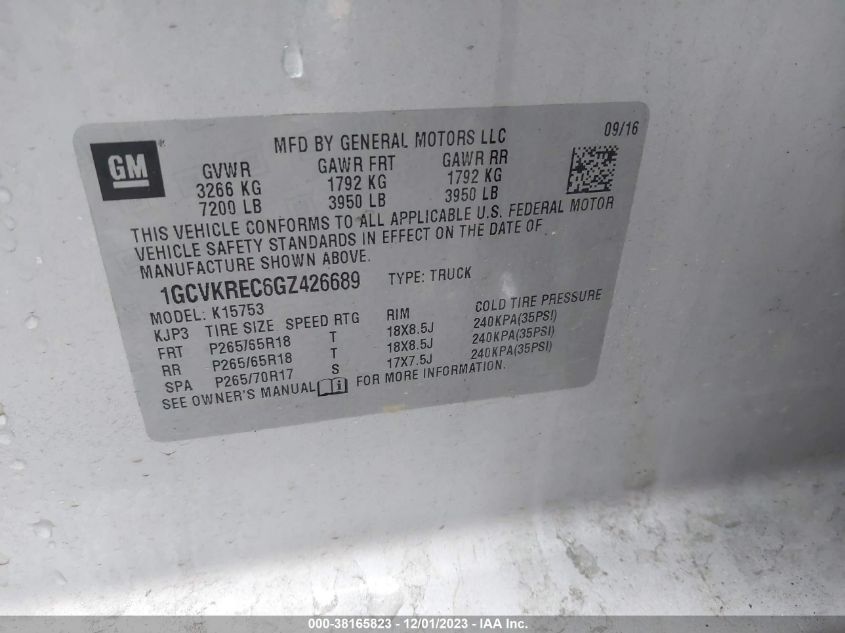 GM
MFD BY GENERAL MOTORS LLC
09/16
GVWR GAWR FRT GAWR RR
3266 KG 1792 KG 1792 KG
7200 LB 3950 LB 3950 LB
THIS VEHICLE CONFORMS TO ALL APPLICABLE U.S. FEDERAL MOTOR
VEHICLE SAFETY STANDARDS IN EFFECT ON THE DATE OF
MANUFACTURE SHOWN ABOVE.
1GCVKREC6GZ426689 TYPE: TRUCK
MODEL: K15753
KJP3 TIRE SIZE SPEED RTG RIM COLD TIRE PRESSURE
FRT P265/65R18 T 18X8.5J 240KPA(35PSI)
RR P265/65R18 T 18X8.5J 240KPA(35PSI)
SPA P265/70R17 S 17X7.5J 240KPA(35PSI)
SEE OWNER'S MANUAL i FOR MORE INFORMATION.
000-38165823 - 12/01/2023 - IAA Inc.